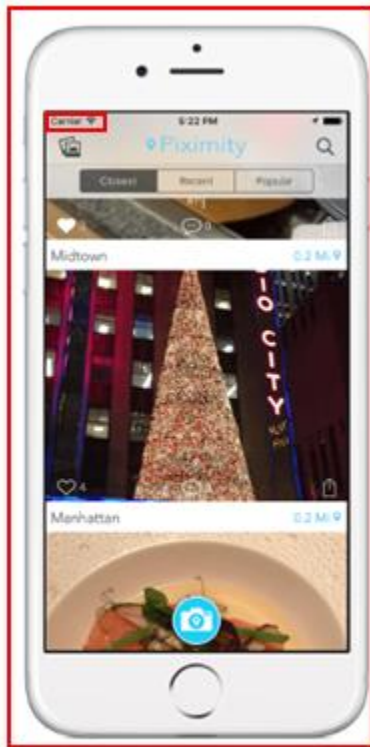 Carrier 5:22 PM
Piximity
Closest Recent Popular
0
Midtown 0.2 Mi
CITY
4
Manhattan 0.2 Mi